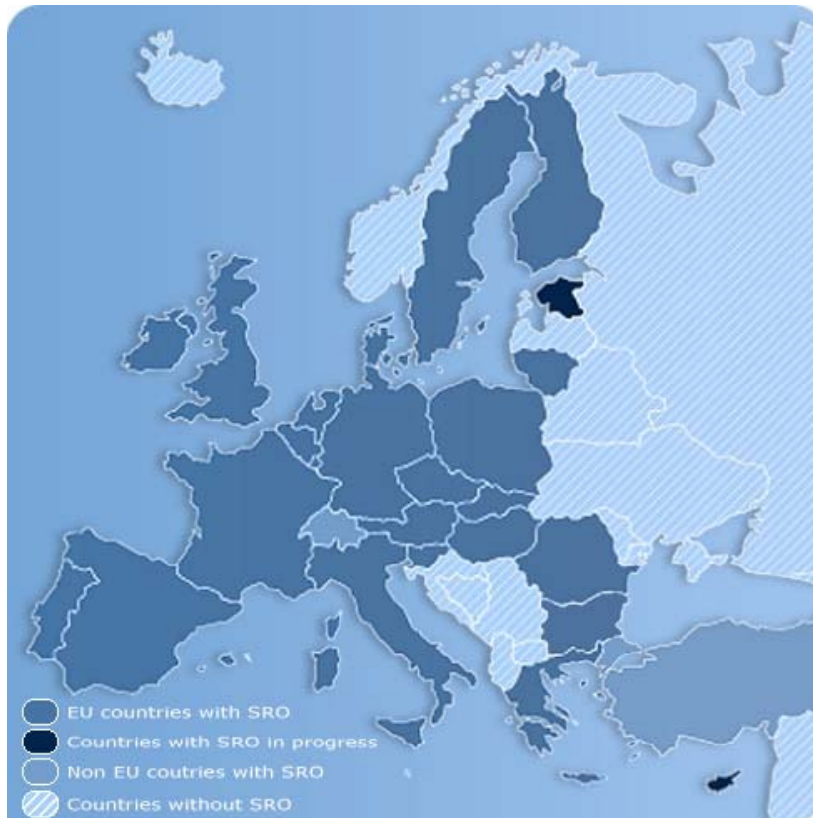 EU countries with SRO
Countries with SRO in progress
Non EU coutries with SRO
Countries without SRO